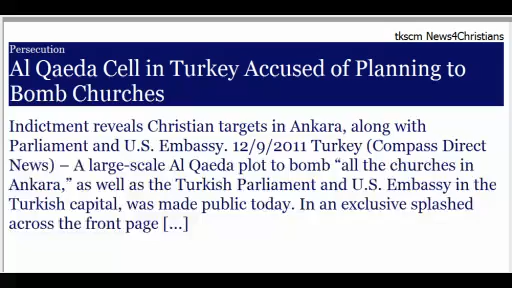 tkscm News4Christians
Persecution
Al Qaeda Cell in Turkey Accused of Planning to
Bomb Churches
Indictment reveals Christian targets in Ankara, along with
Parliament and U.S. Embassy. 12/9/2011 Turkey (Compass Direct
News) – A large-scale Al Qaeda plot to bomb “all the churches in
Ankara,” as well as the Turkish Parliament and U.S. Embassy in the
Turkish capital, was made public today. In an exclusive splashed
across the front page [...]